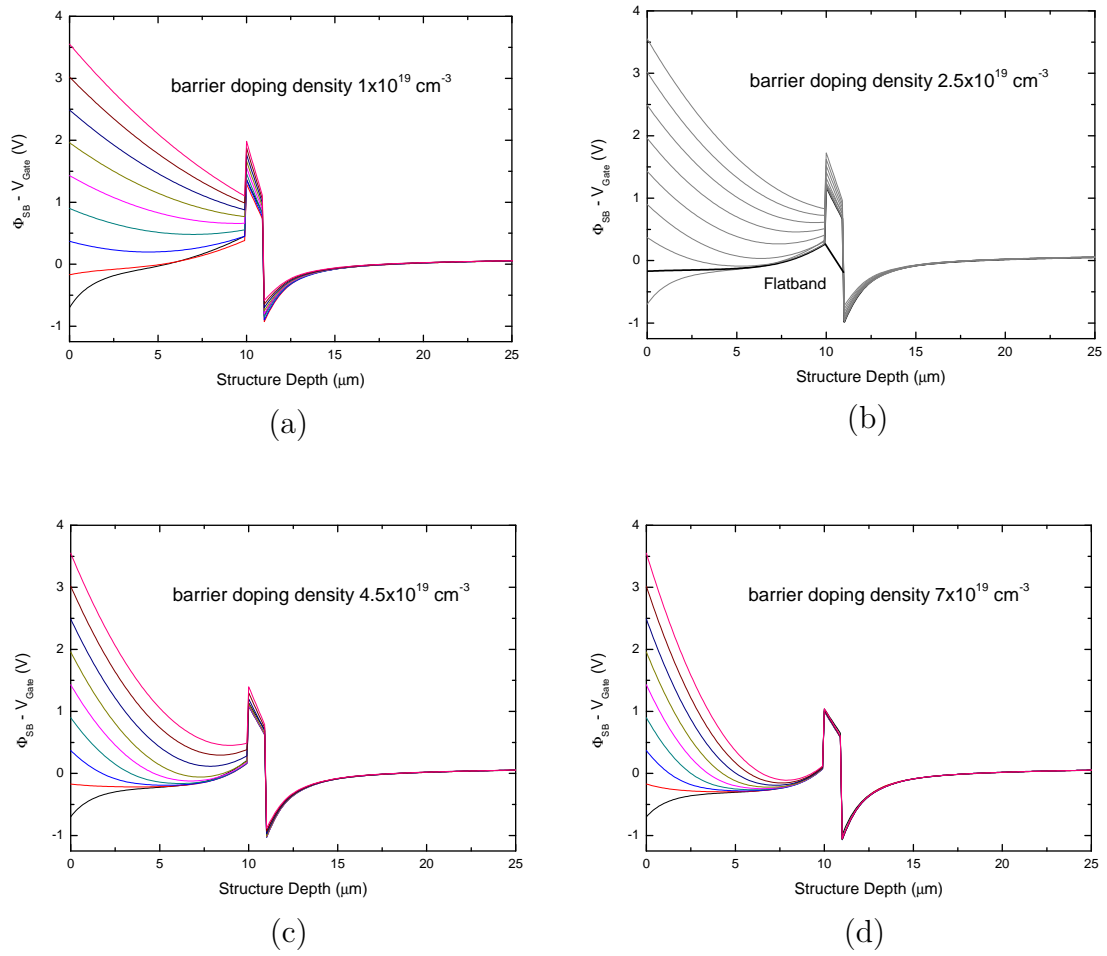 4
3
2
1
0
-1
Φ_SB - V_Gate (V)
barrier doping density 1x10^19 cm^-3
0 5 10 15 20 25
Structure Depth (μm)
(a)
4
3
2
1
0
-1
Φ_SB - V_Gate (V)
barrier doping density 2.5x10^19 cm^-3
Flatband
0 5 10 15 20 25
Structure Depth (μm)
(b)
4
3
2
1
0
-1
Φ_SB - V_Gate (V)
barrier doping density 4.5x10^19 cm^-3
0 5 10 15 20 25
Structure Depth (μm)
(c)
4
3
2
1
0
-1
Φ_SB - V_Gate (V)
barrier doping density 7x10^19 cm^-3
0 5 10 15 20 25
Structure Depth (μm)
(d)